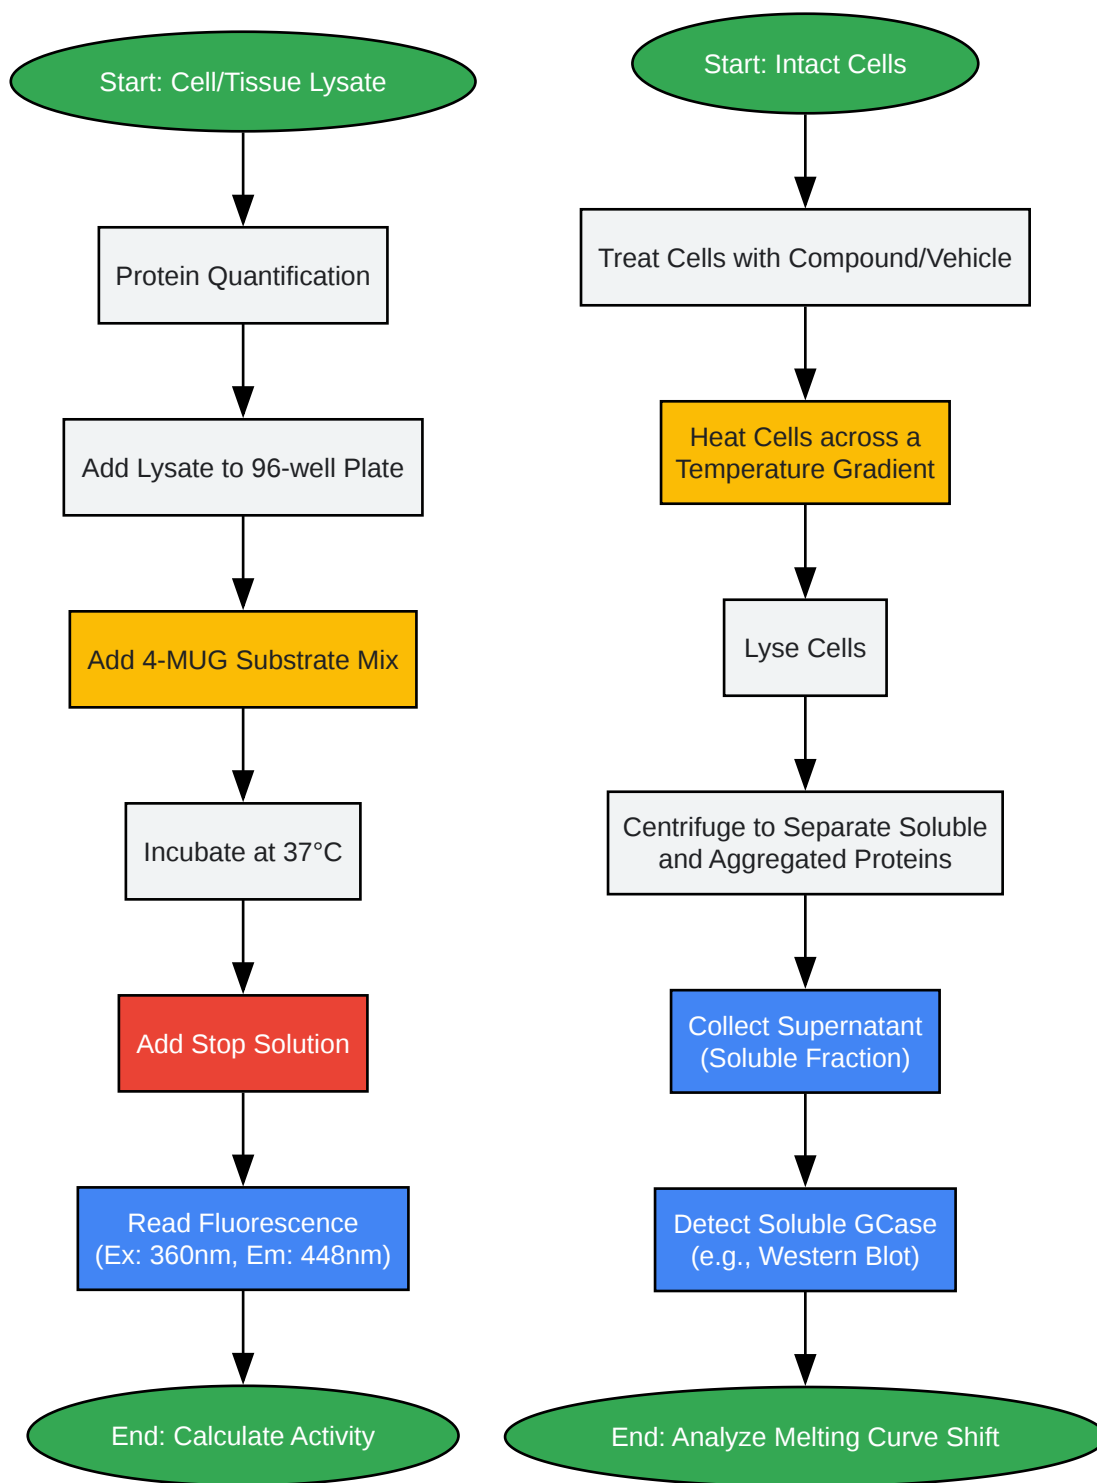 Start: Cell/Tissue Lysate
Protein Quantification
Add Lysate to 96-well Plate
Add 4-MUG Substrate Mix
Incubate at 37°C
Add Stop Solution
Read Fluorescence
(Ex: 360nm, Em: 448nm)
End: Calculate Activity
Start: Intact Cells
Treat Cells with Compound/Vehicle
Heat Cells across a
Temperature Gradient
Lyse Cells
Centrifuge to Separate Soluble
and Aggregated Proteins
Collect Supernatant
(Soluble Fraction)
Detect Soluble GCase
(e.g., Western Blot)
End: Analyze Melting Curve Shift